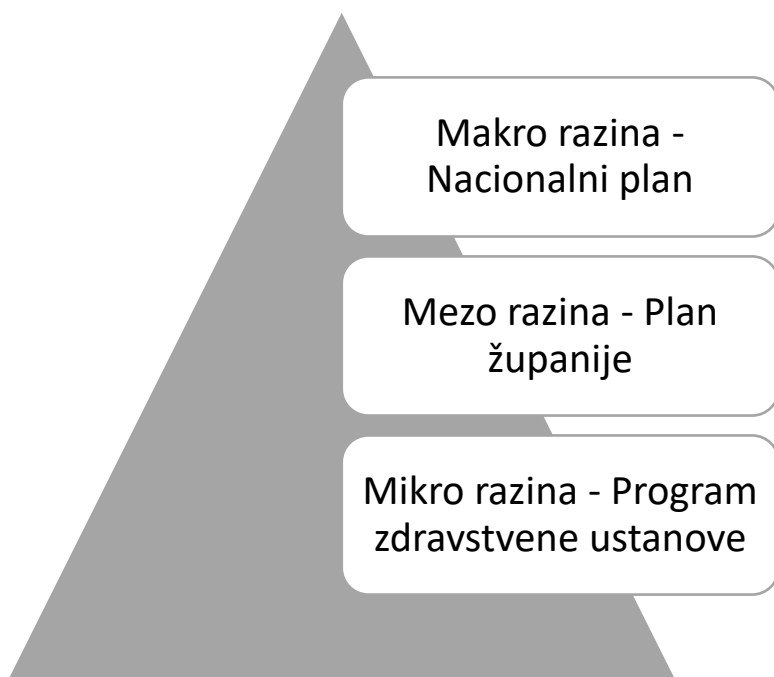 Makro razina -
Nacionalni plan
Mezo razina - Plan
županije
Mikro razina - Program
zdravstvene ustanove